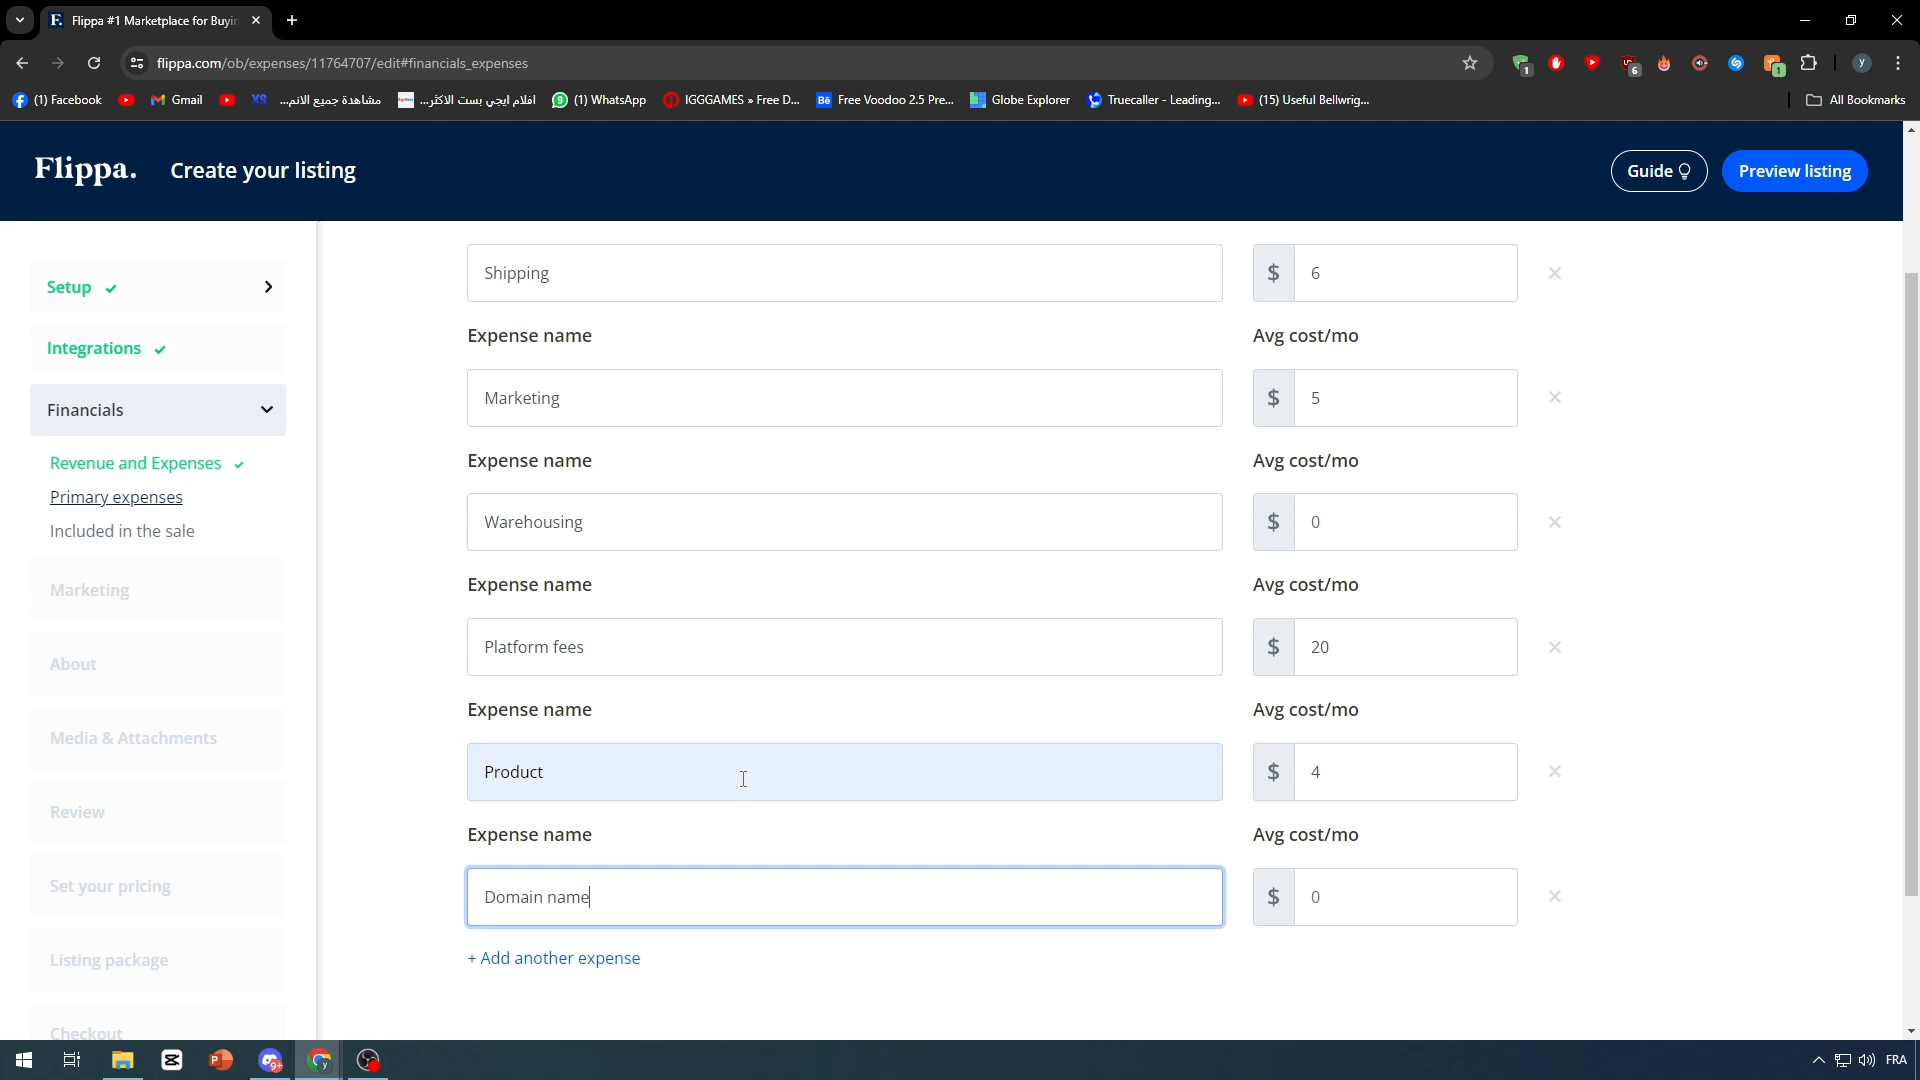 Flippa #1 Marketplace for Buyin
flippa.com/ob/expenses/11764707/edit#financials_expenses
1
6
1
y
(1) Facebook
Gmail
XS
مشاهدة جميع الانم...
افلام ايجي بست الاكثر...
(1) WhatsApp
IGGGAMES » Free D...
Free Voodoo 2.5 Pre...
Globe Explorer
Truecaller - Leading...
(15) Useful Bellwrig...
All Bookmarks
Flippa.
Create your listing
Guide
Preview listing
Setup
Integrations
Financials
Revenue and Expenses
Primary expenses
Included in the sale
Marketing
About
Media & Attachments
Review
Set your pricing
Listing package
Checkout
Shipping
$ 6
Expense name
Avg cost/mo
Marketing
$ 5
Expense name
Avg cost/mo
Warehousing
$ 0
Expense name
Avg cost/mo
Platform fees
$ 20
Expense name
Avg cost/mo
Product
$ 4
Expense name
Avg cost/mo
Domain name
$ 0
+ Add another expense
9+
FRA